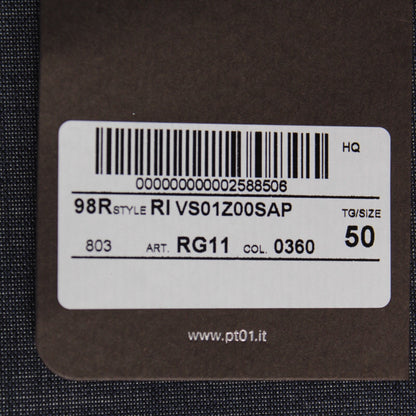 HQ
000000000002588506
98R STYLE RI VS01Z00SAP TG/SIZE
803 ART. RG11 COL. 0360 50
www.pt01.it